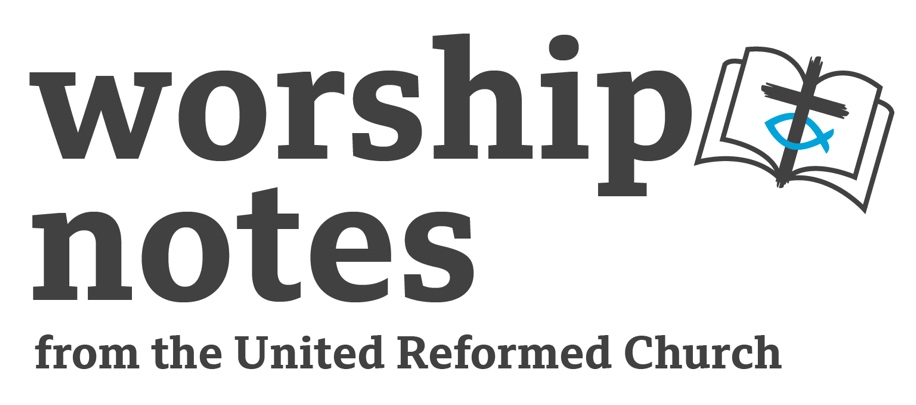 worship
notes
from the United Reformed Church